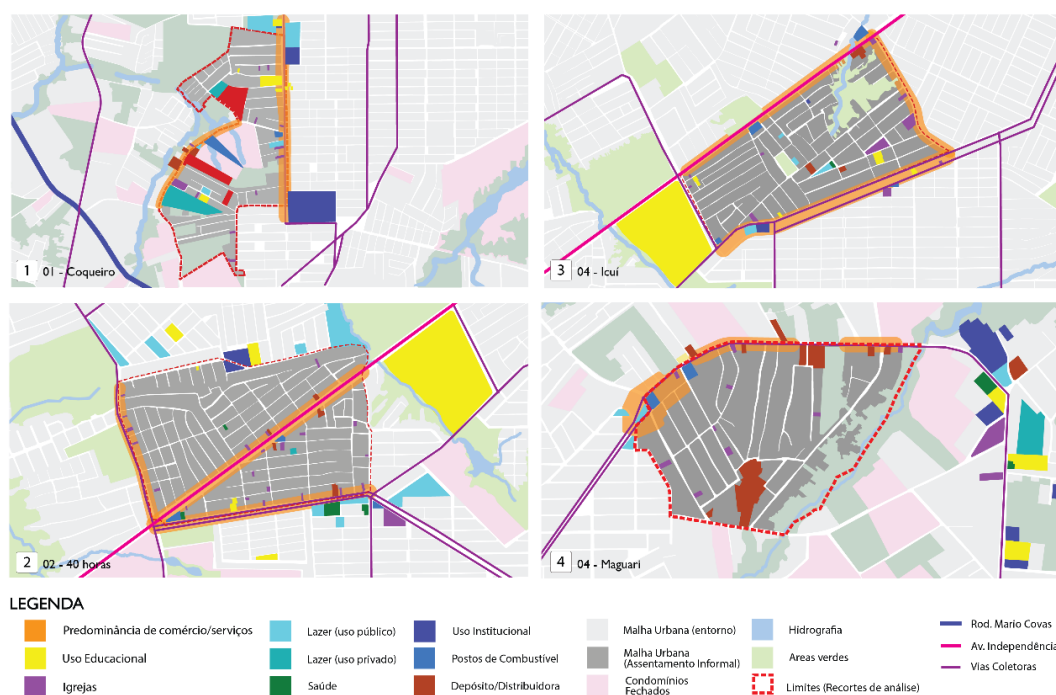 1 01 - Coqueiro
3 04 - Icuí
2 02 - 40 horas
4 04 - Maguari
LEGENDA
Predominância de comércio/serviços
Uso Educacional
Igrejas
Lazer (uso público)
Lazer (uso privado)
Saúde
Uso Institucional
Postos de Combustível
Depósito/Distribuidora
Malha Urbana (entorno)
Malha Urbana
(Assentamento Informal)
Condomínios
Fechados
Hidrografia
Areas verdes
Limites (Recortes de análise)
Rod. Mario Covas
Av. Independência
Vias Coletoras